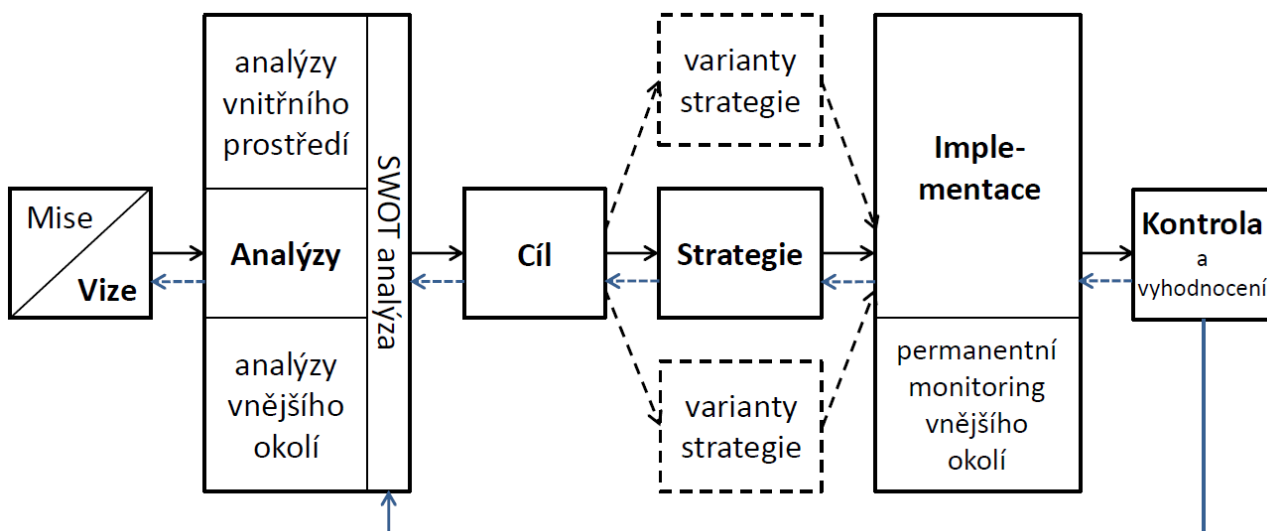 Mise
Vize
analýzy
vnitřního
prostředí
Analýzy
analýzy
vnějšího
okolí
SWOT analýza
Cíl
varianty
strategie
Strategie
varianty
strategie
Imple-
mentace
permanentní
monitoring
vnějšího
okolí
Kontrola
a
vyhodnocení